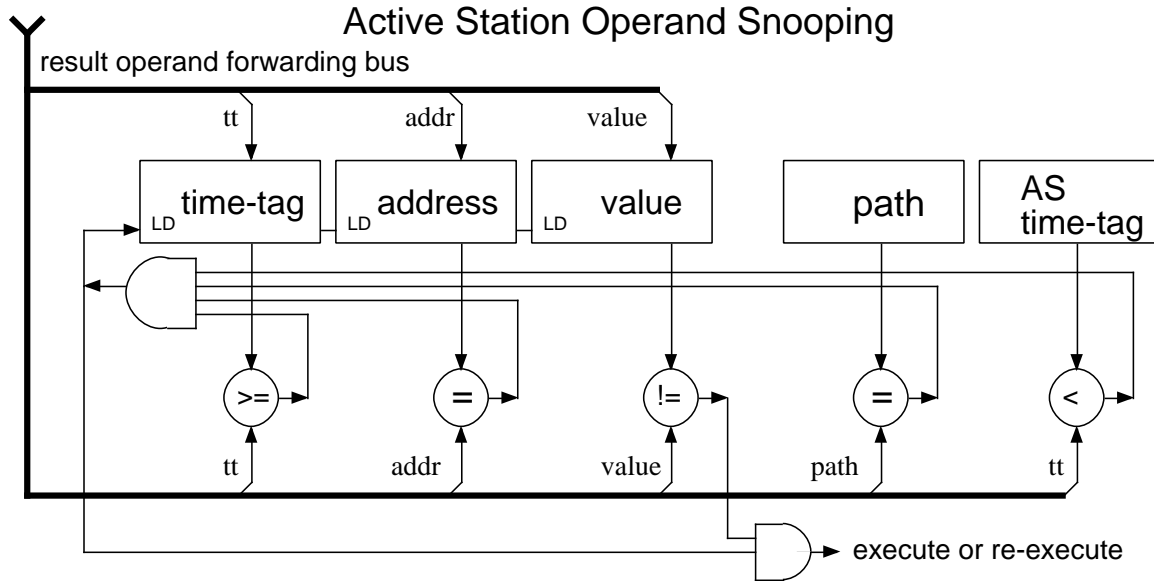 Active Station Operand Snooping
result operand forwarding bus
tt
addr
value
LD
time-tag
LD
address
LD
value
path
AS
time-tag
>=
=
!=
=
<
tt
addr
value
path
tt
execute or re-execute